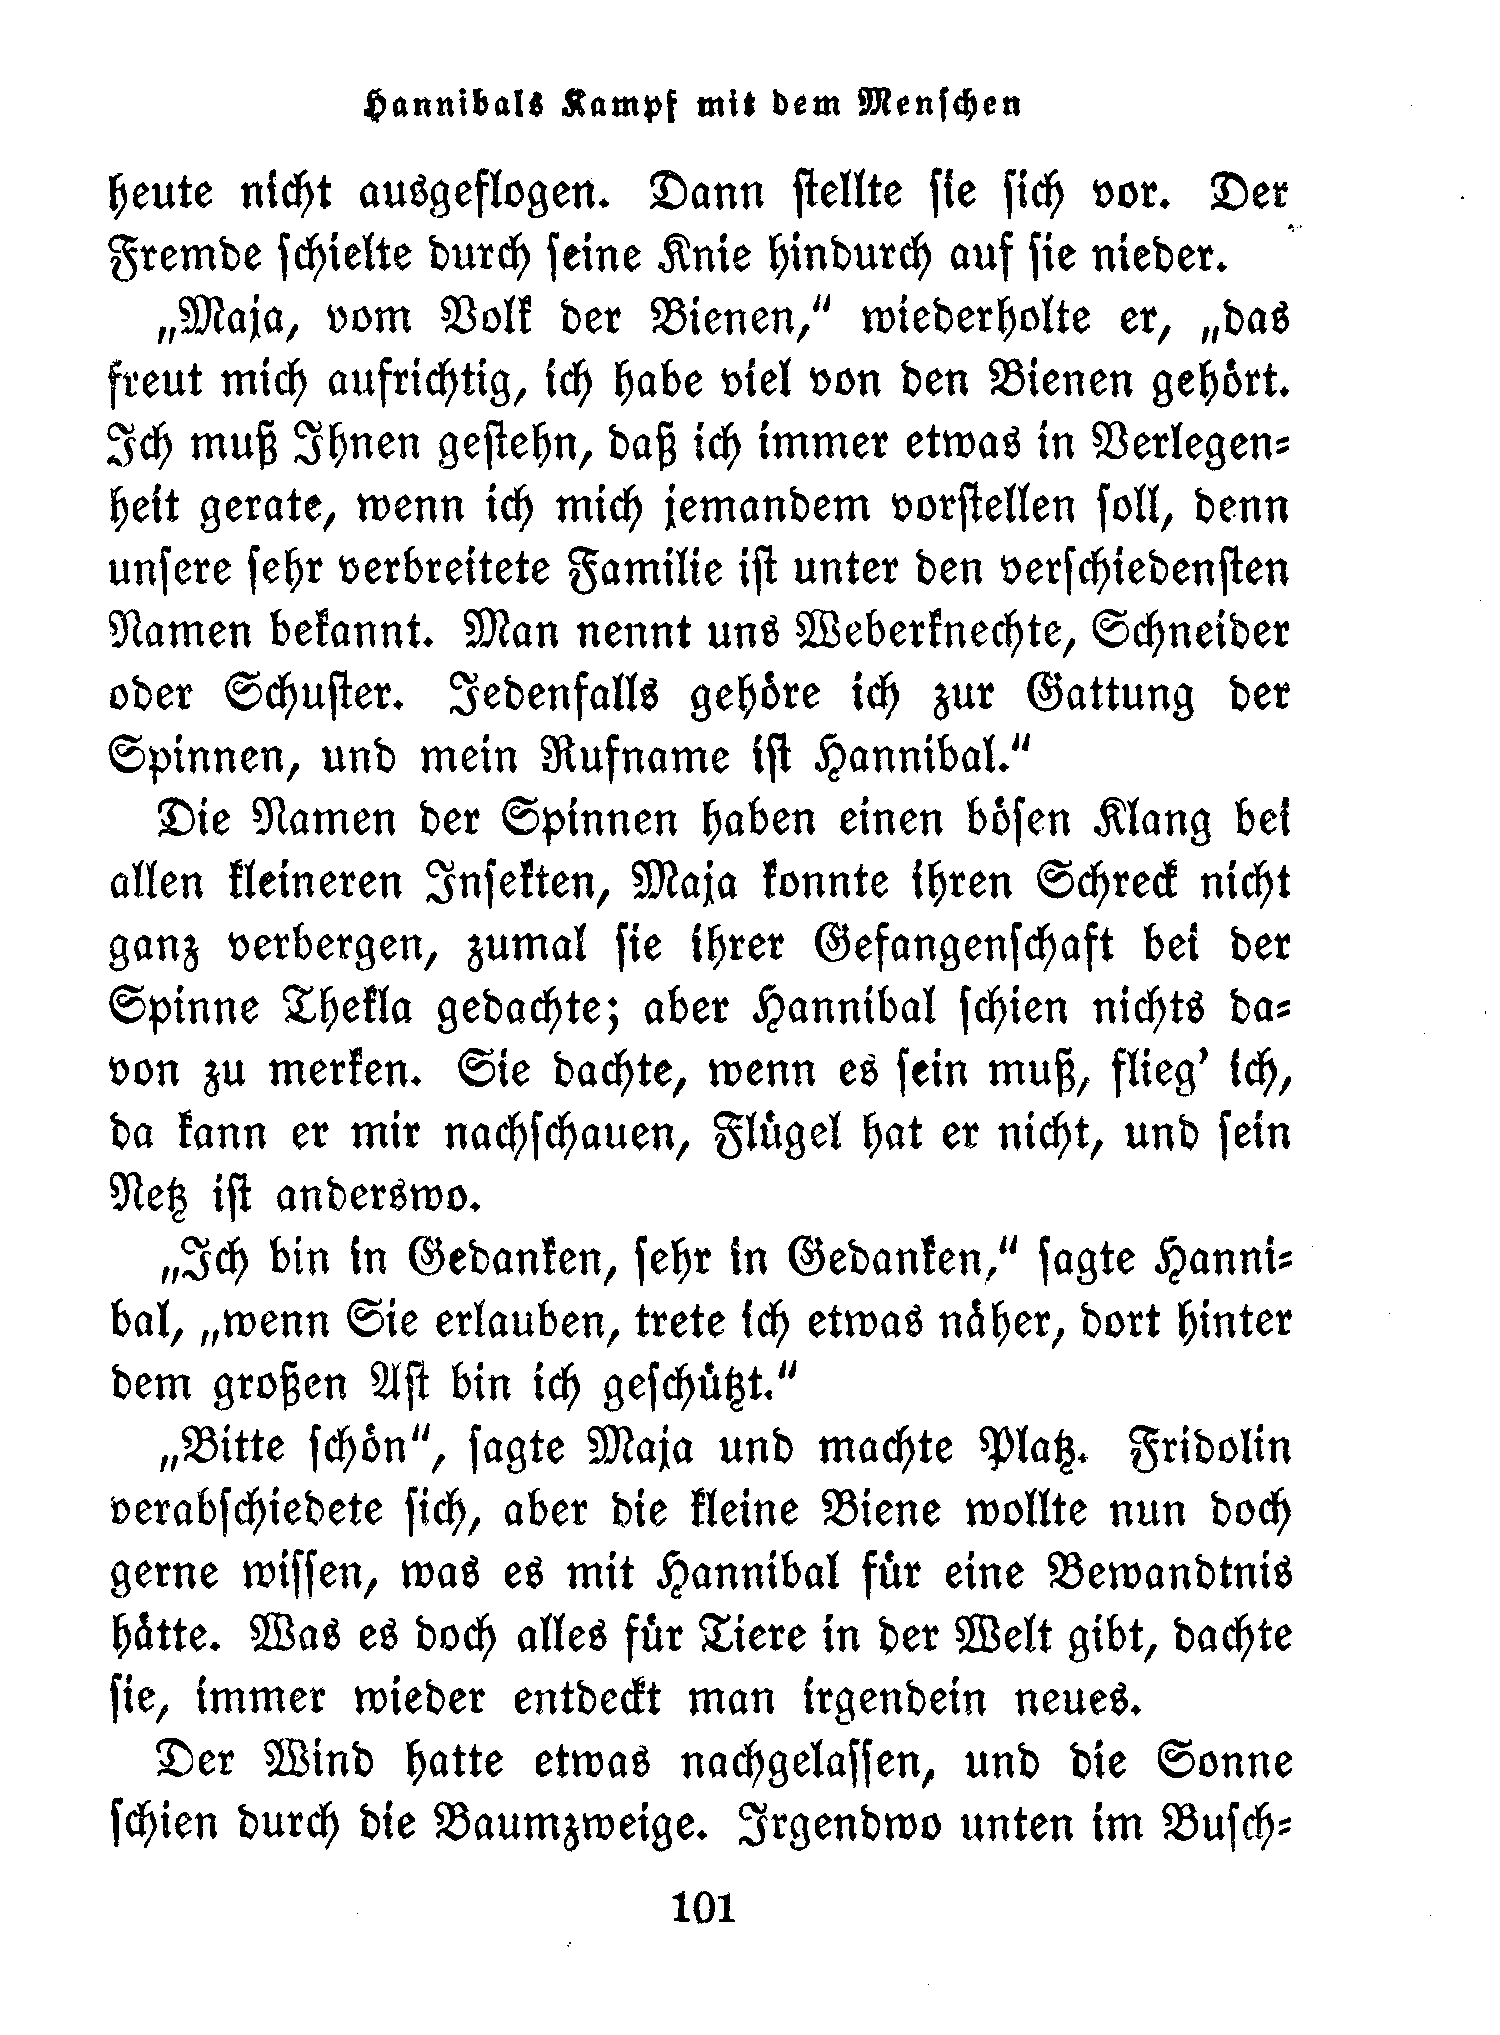 Hannibals Kampf mit dem Menschen
heute nicht ausgeflogen. Dann stellte sie sich vor. Der
Fremde schielte durch seine Knie hindurch auf sie nieder.
„Maja, vom Volk der Bienen,“ wiederholte er, „das
freut mich aufrichtig, ich habe viel von den Bienen gehört.
Ich muß Ihnen gestehn, daß ich immer etwas in Verlegen=
heit gerate, wenn ich mich jemandem vorstellen soll, denn
unsere sehr verbreitete Familie ist unter den verschiedensten
Namen bekannt. Man nennt uns Weberknechte, Schneider
oder Schuster. Jedenfalls gehöre ich zur Gattung der
Spinnen, und mein Rufname ist Hannibal.“
Die Namen der Spinnen haben einen bösen Klang bei
allen kleineren Insekten, Maja konnte ihren Schreck nicht
ganz verbergen, zumal sie ihrer Gefangenschaft bei der
Spinne Thekla gedachte; aber Hannibal schien nichts da=
von zu merken. Sie dachte, wenn es sein muß, flieg’ ich,
da kann er mir nachschauen, Flügel hat er nicht, und sein
Netz ist anderswo.
„Ich bin in Gedanken, sehr in Gedanken,“ sagte Hanni=
bal, „wenn Sie erlauben, trete ich etwas näher, dort hinter
dem großen Ast bin ich geschützt.“
„Bitte schön“, sagte Maja und machte Platz. Fridolin
verabschiedete sich, aber die kleine Biene wollte nun doch
gerne wissen, was es mit Hannibal für eine Bewandtnis
hätte. Was es doch alles für Tiere in der Welt gibt, dachte
sie, immer wieder entdeckt man irgendein neues.
Der Wind hatte etwas nachgelassen, und die Sonne
schien durch die Baumzweige. Irgendwo unten im Busch=
101